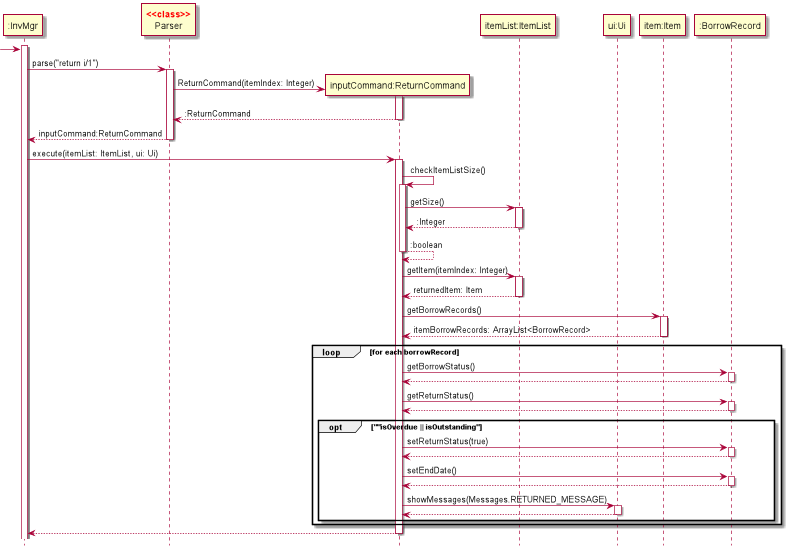 :InvMgr
<<class>>
Parser
itemList:ItemList
ui:Ui
item:Item
:BorrowRecord
parse("return i/1")
ReturnCommand(itemIndex: Integer)
inputCommand:ReturnCommand
:ReturnCommand
inputCommand:ReturnCommand
execute(itemList: ItemList, ui: Ui)
checkItemListSize()
getSize()
:Integer
:boolean
getItem(itemIndex: Integer)
returnedItem: Item
getBorrowRecords()
itemBorrowRecords: ArrayList<BorrowRecord>
loop [for each borrowRecord]
getBorrowStatus()
getReturnStatus()
opt [""isOverdue || isOutstanding"]
setReturnStatus(true)
setEndDate()
showMessages(Messages.RETURNED_MESSAGE)